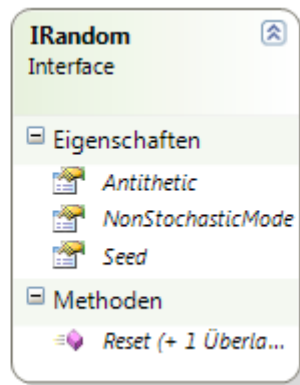 IRandom
Interface
Eigenschaften
Antithetic
NonStochasticMode
Seed
Methoden
Reset (+ 1 Überla...